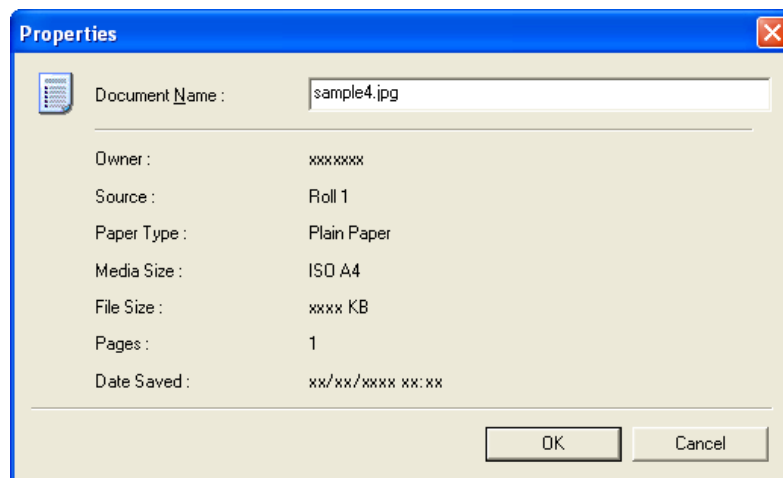 Properties
Document Name : sample4.jpg
Owner : xxxxxxx
Source : Roll 1
Paper Type : Plain Paper
Media Size : ISO A4
File Size : xxxx KB
Pages : 1
Date Saved : xx/xx/xxxx xx:xx
OK Cancel